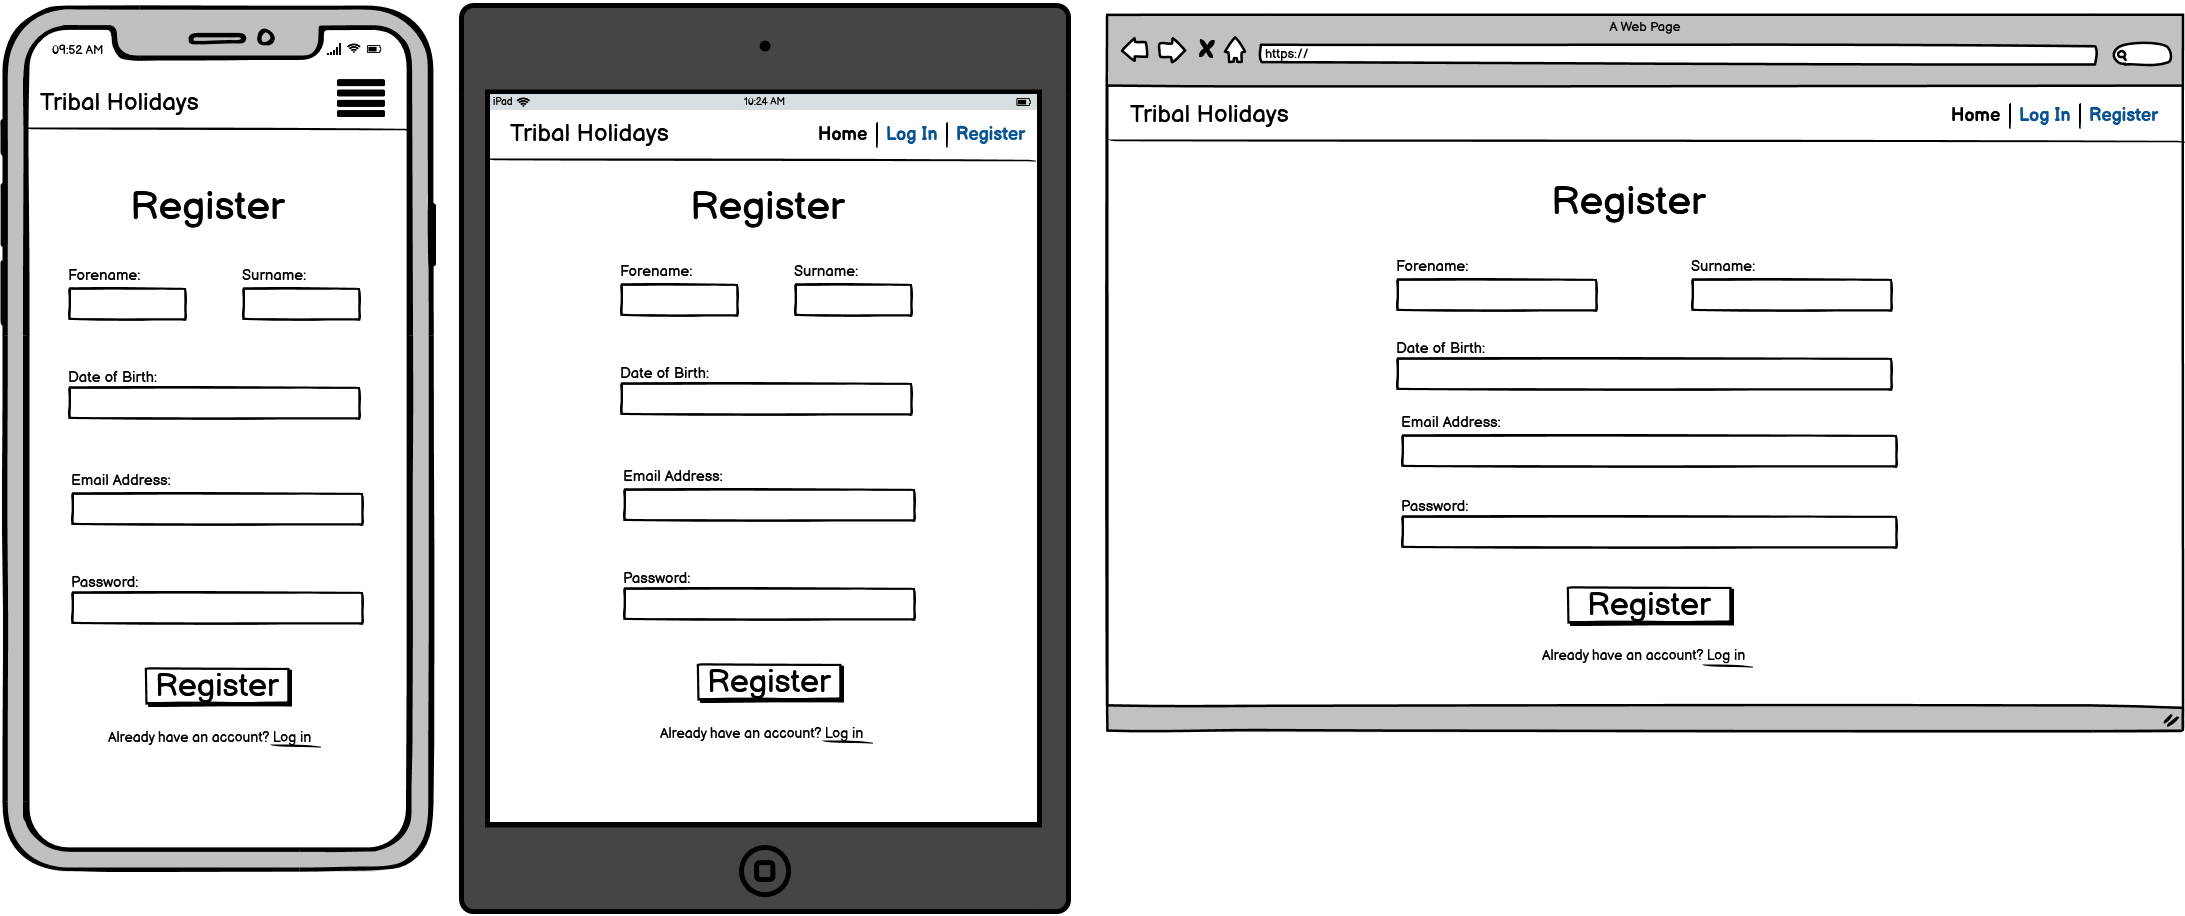 09:52 AM
Tribal Holidays
Register
Forename: Surname:
Date of Birth:
Email Address:
Password:
Register
Already have an account? Log in
iPad 10:24 AM
Tribal Holidays Home Log In Register
Register
Forename: Surname:
Date of Birth:
Email Address:
Password:
Register
Already have an account? Log in
A Web Page
https://
Tribal Holidays Home Log In Register
Register
Forename: Surname:
Date of Birth:
Email Address:
Password:
Register
Already have an account? Log in